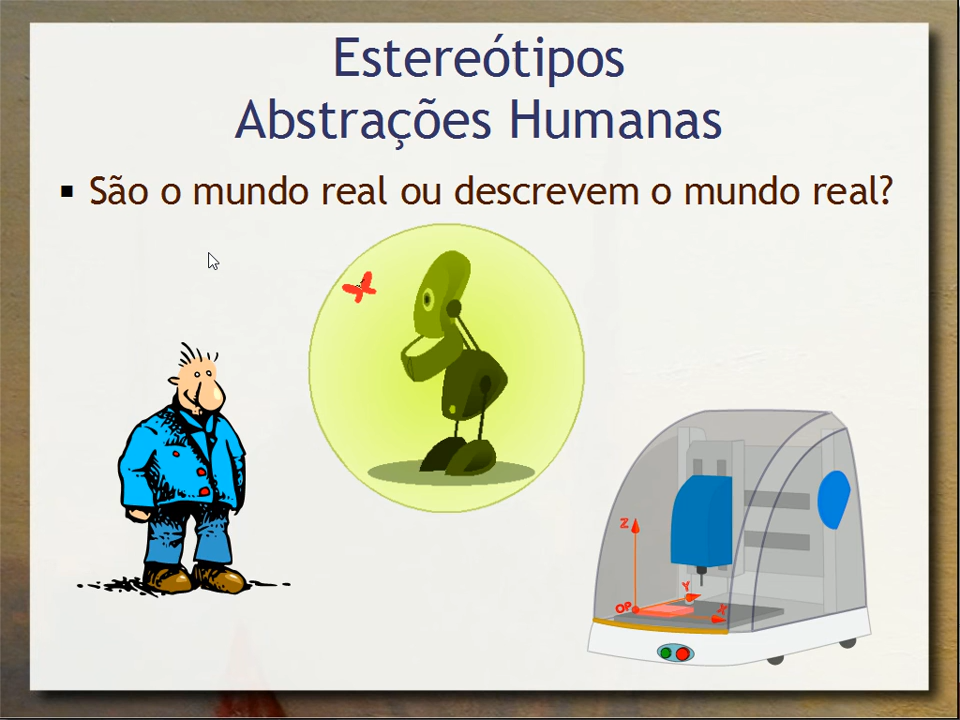 Estereótipos
Abstrações Humanas
São o mundo real ou descrevem o mundo real?
Z
Y
OP
X